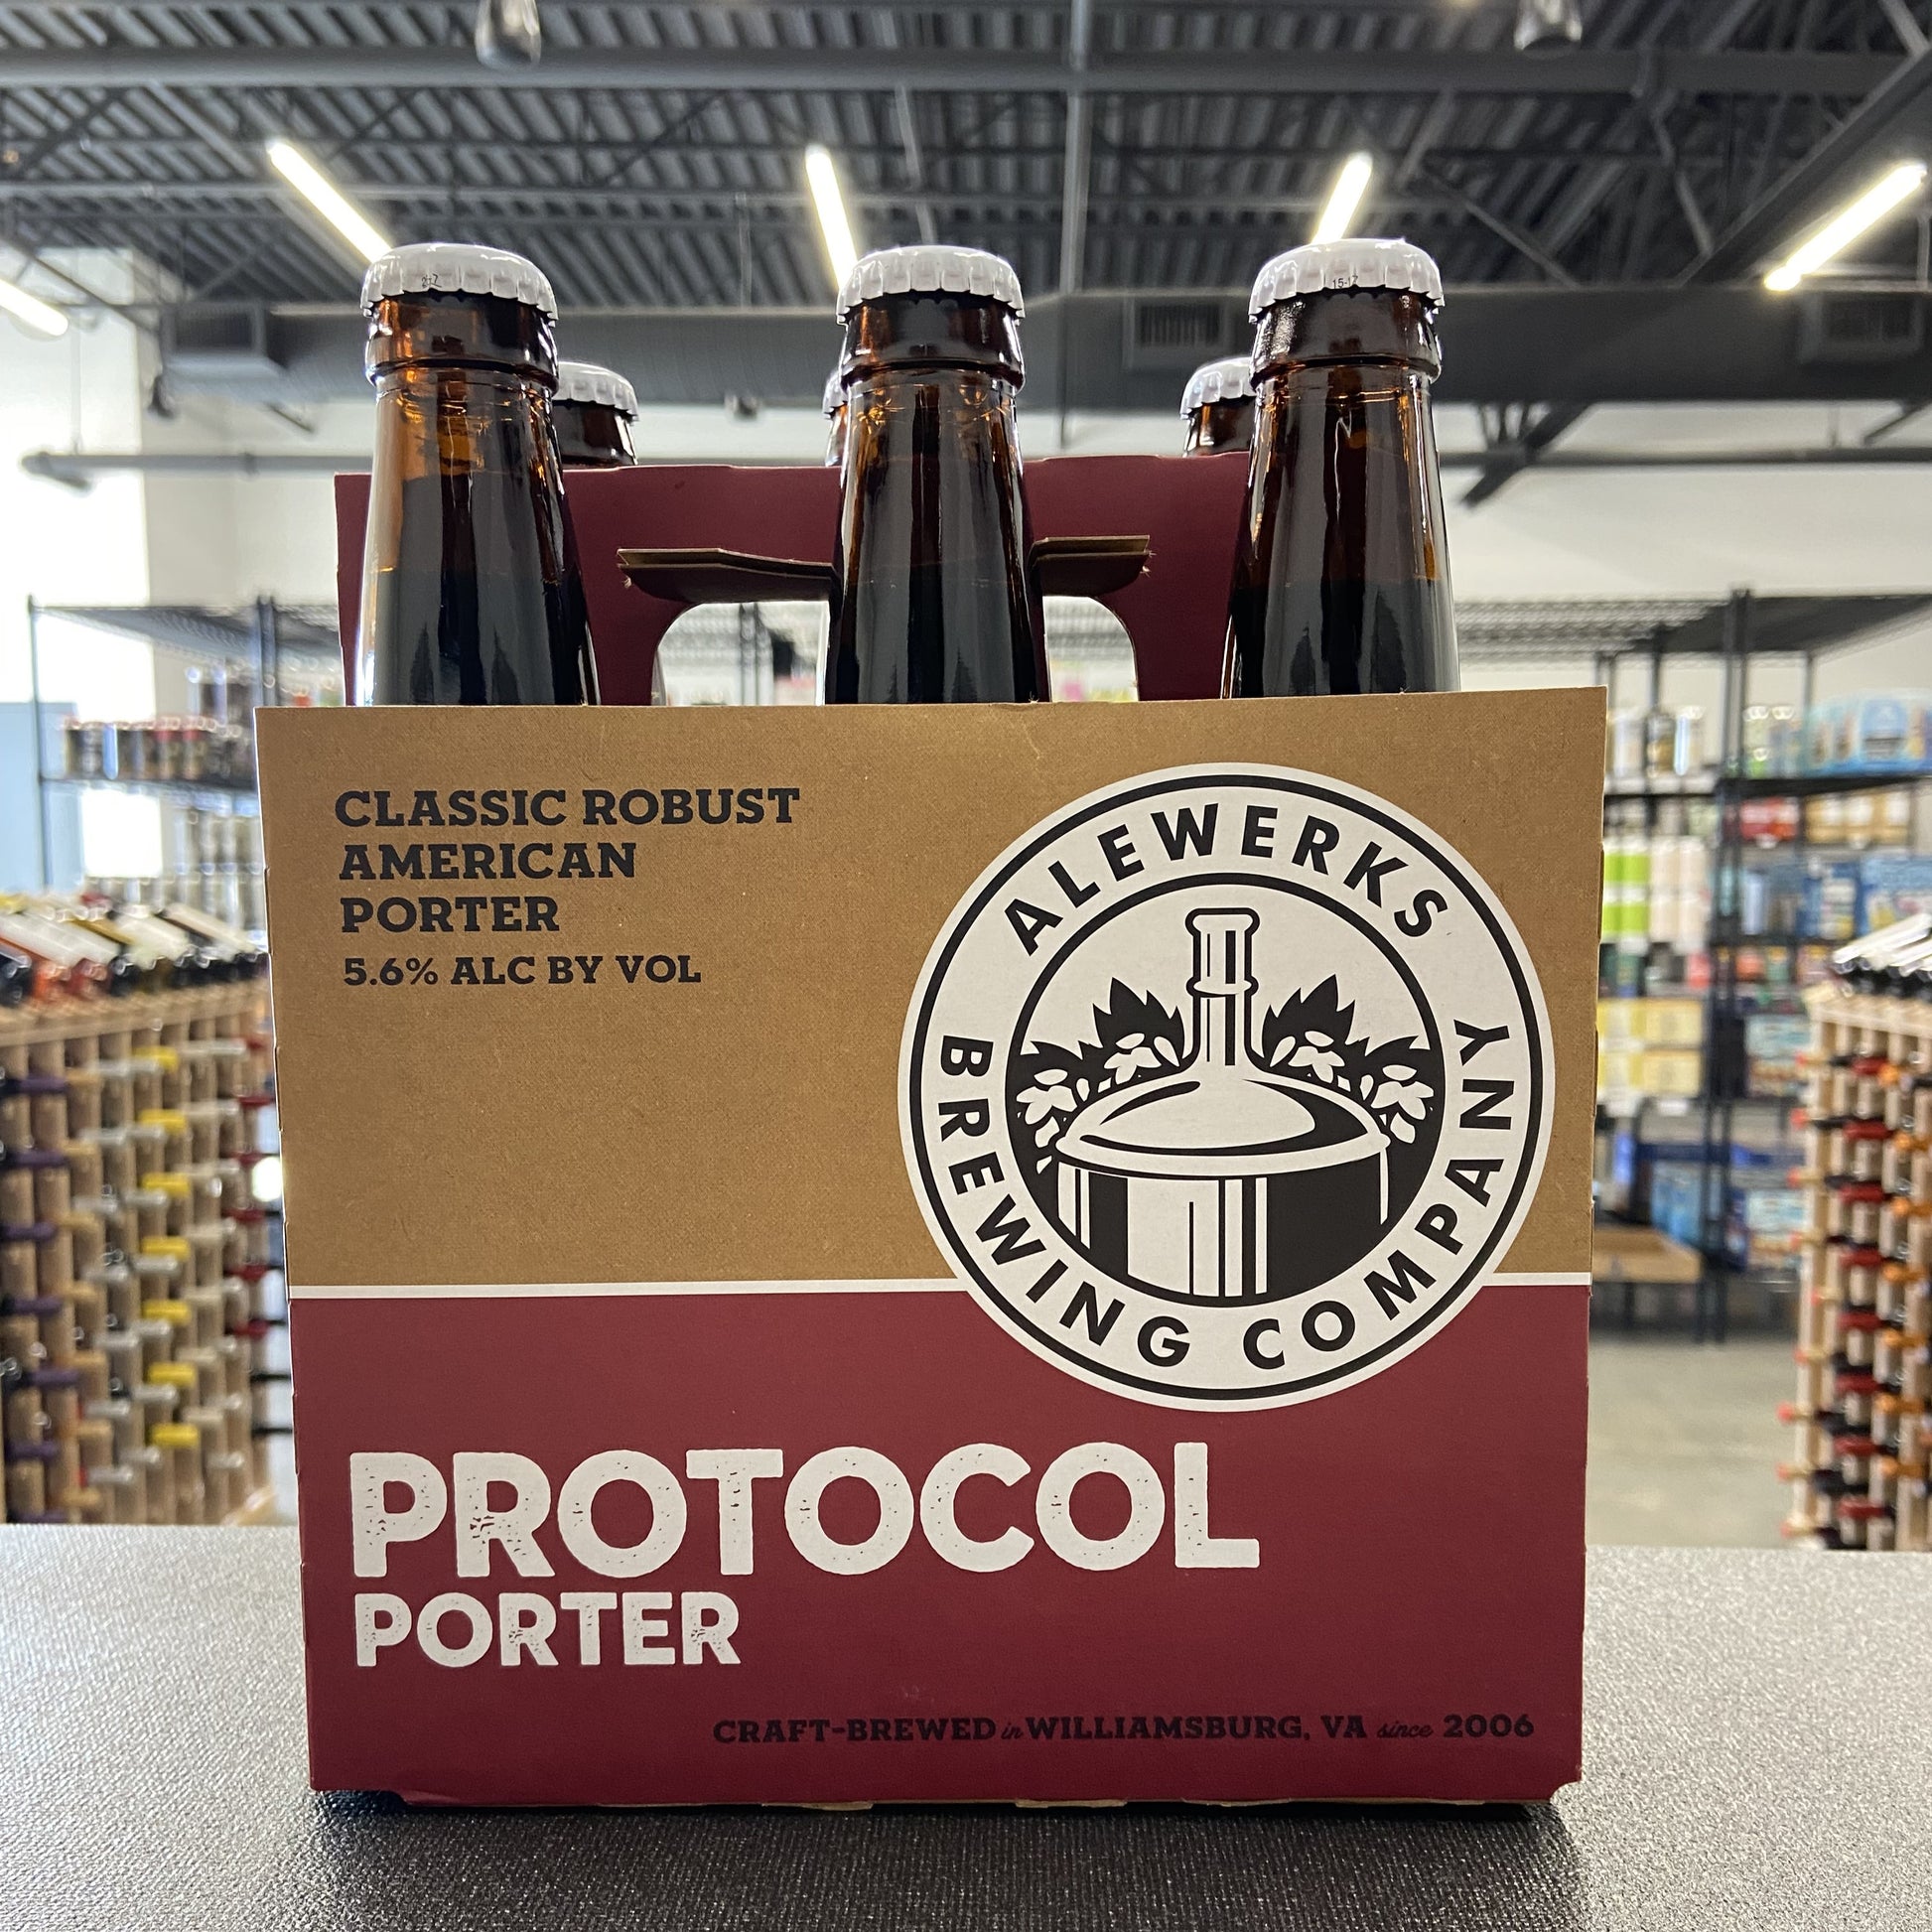 CLASSIC ROBUST
AMERICAN
PORTER
5.6% ALC BY VOL
ALEWERKS
BREWING COMPANY
PROTOCOL
PORTER
CRAFT-BREWED in WILLIAMSBURG, VA since 2006